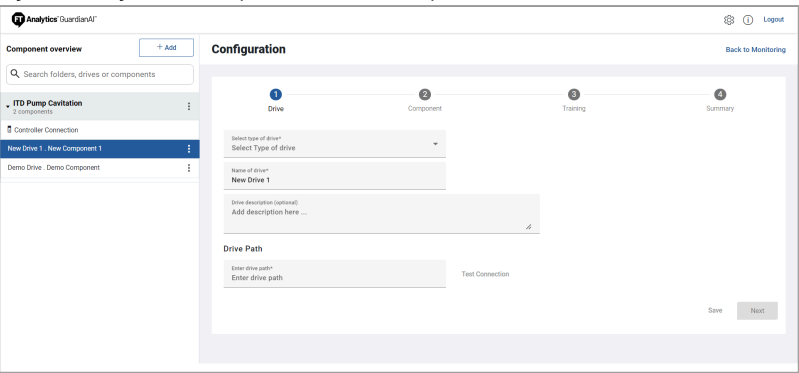 FT Analytics™ GuardianAI™
Logout
Component overview
+ Add
Configuration
Back to Monitoring
Search folders, drives or components
1
2
3
4
Drive
Component
Training
Summary
ITD Pump Cavitation
2 components
Controller Connection
New Drive 1 . New Component 1
Demo Drive . Demo Component
Select type of drive*
Select Type of drive
Name of drive*
New Drive 1
Drive description (optional)
Add description here ...
Drive Path
Enter drive path*
Enter drive path
Test Connection
Save
Next